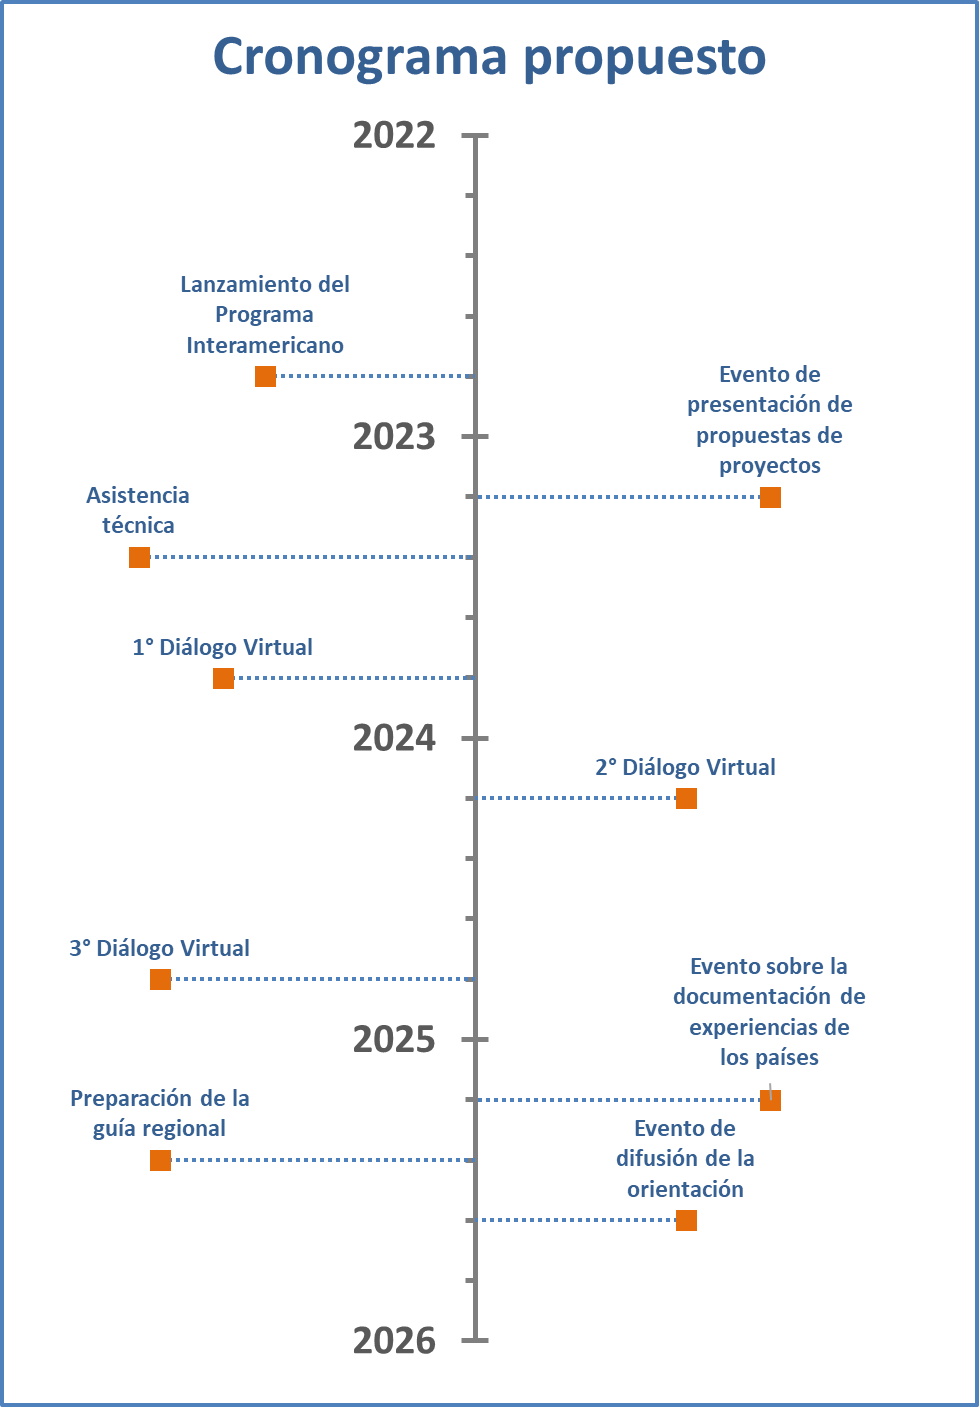 Cronograma propuesto
2022
Lanzamiento del
Programa
Interamericano
Evento de
presentación de
propuestas de
proyectos
2023
Asistencia
técnica
1° Diálogo Virtual
2024
2° Diálogo Virtual
3° Diálogo Virtual
Evento sobre la
documentación de
experiencias de
los países
2025
Preparación de la
guía regional
Evento de
difusión de la
orientación
2026